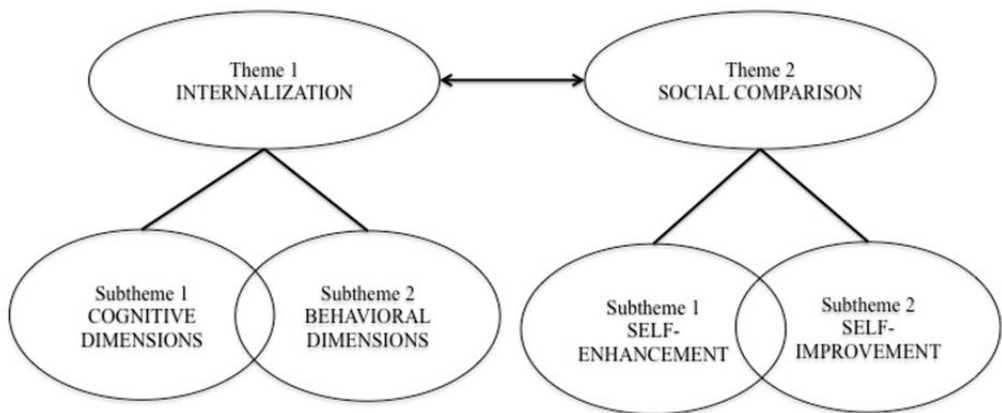 Theme 1
INTERNALIZATION
Theme 2
SOCIAL COMPARISON
Subtheme 1
COGNITIVE
DIMENSIONS
Subtheme 2
BEHAVIORAL
DIMENSIONS
Subtheme 1
SELF-
ENHANCEMENT
Subtheme 2
SELF-
IMPROVEMENT